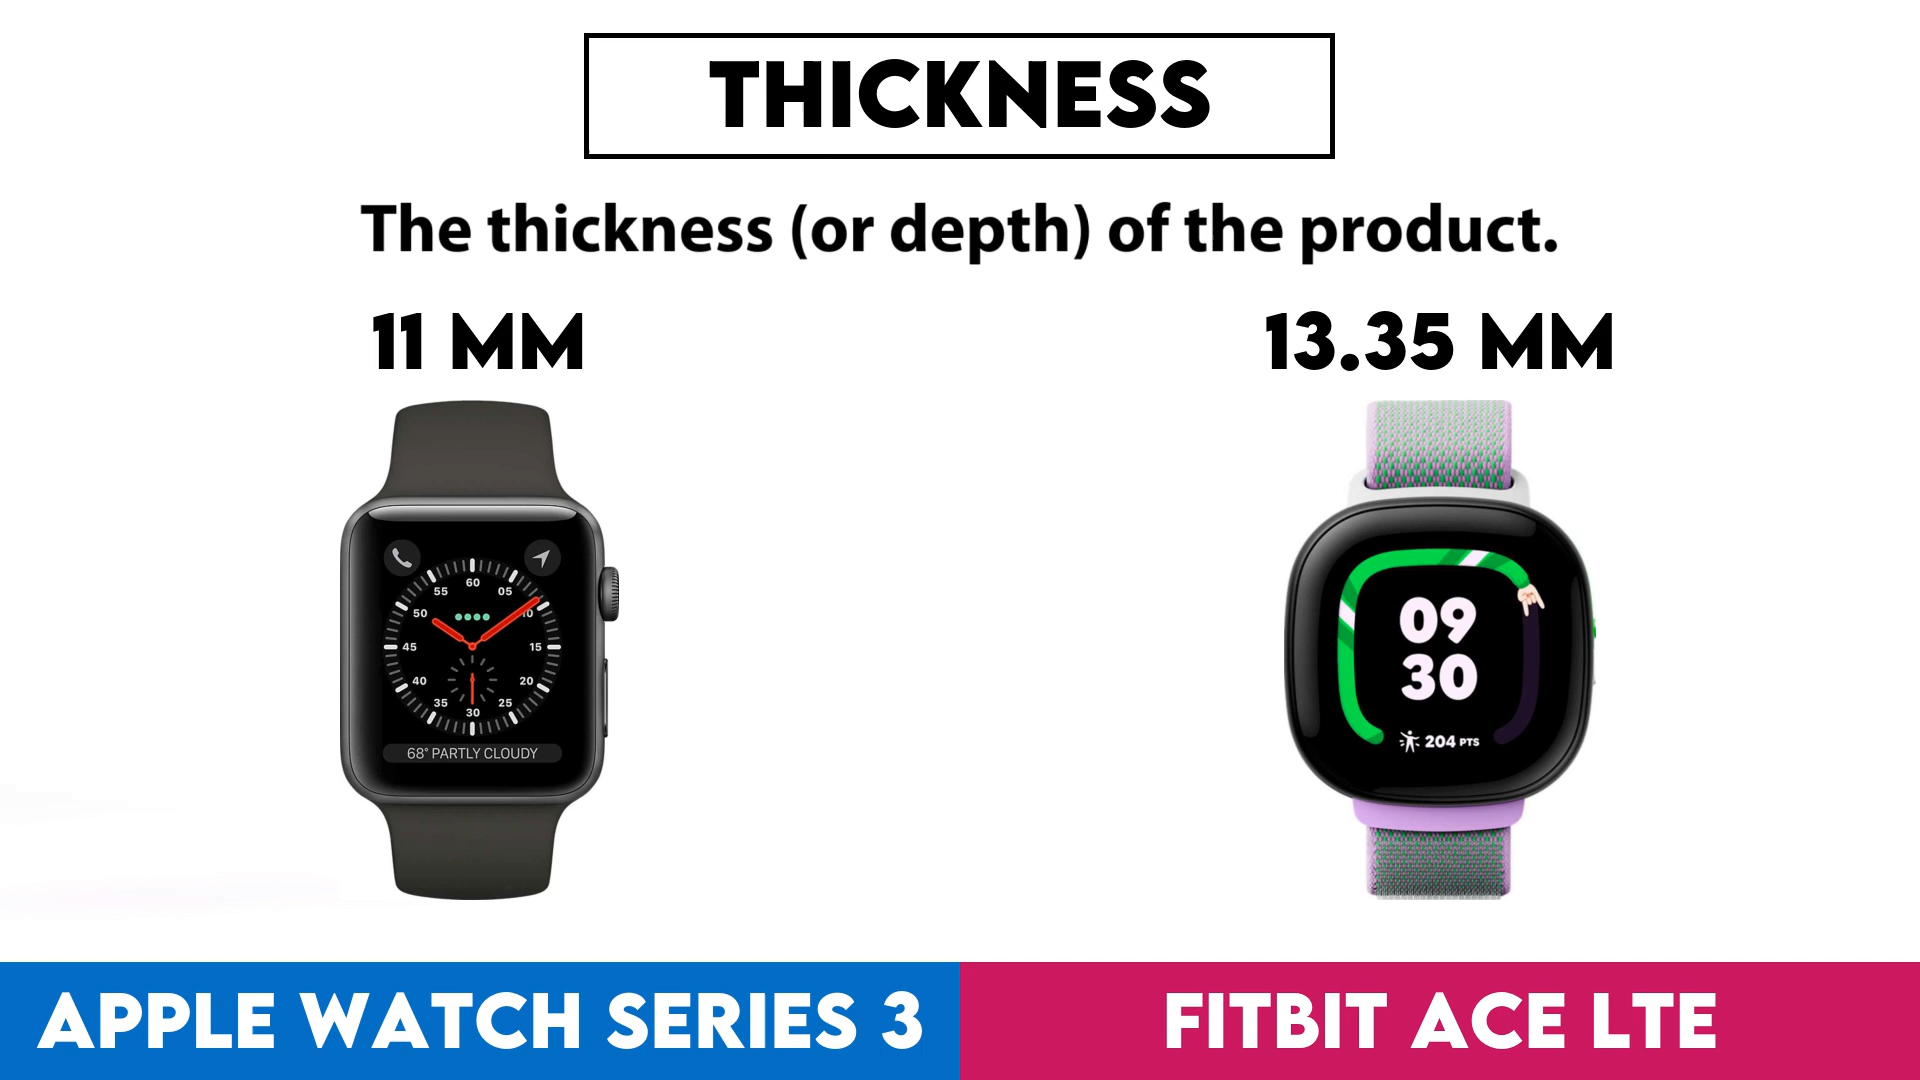 THICKNESS
The thickness (or depth) of the product.
11 MM
13.35 MM
60
55
05
50
10
45
15
40
20
35
25
30
68° PARTLY CLOUDY
09
30
204 PTS
APPLE WATCH SERIES 3
FITBIT ACE LTE